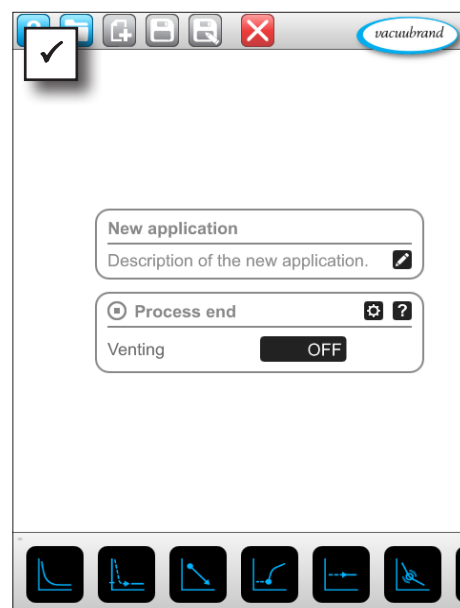 vacuubrand
New application
Description of the new application.
Process end
?
Venting
OFF